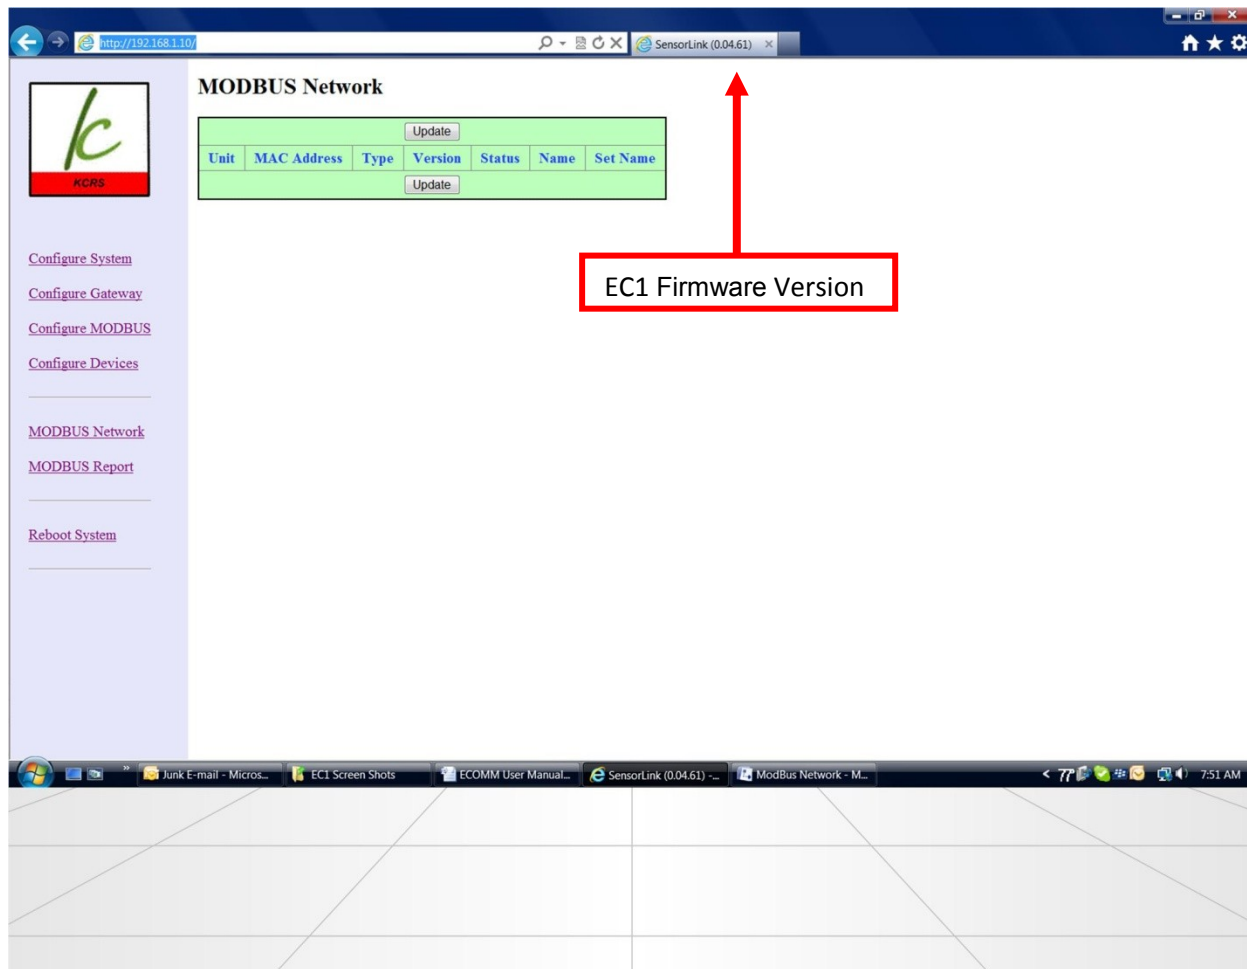 http://192.168.1.10/
SensorLink (0.04.61)
KCRS
MODBUS Network
Update
Unit MAC Address Type Version Status Name Set Name
Update
EC1 Firmware Version
Configure System
Configure Gateway
Configure MODBUS
Configure Devices
MODBUS Network
MODBUS Report
Reboot System
Junk E-mail - Micros... EC1 Screen Shots ECOMM User Manual... SensorLink (0.04.61) -... ModBus Network - M... 77° 7:51 AM